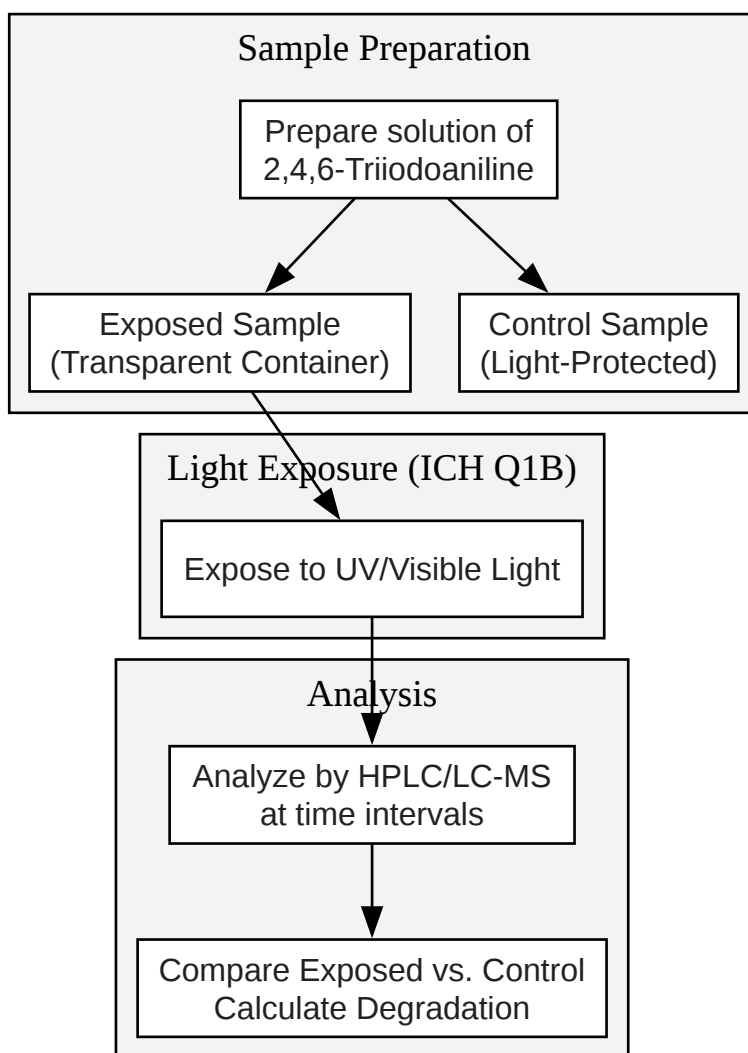 Sample Preparation
Prepare solution of
2,4,6-Triiodoaniline
Exposed Sample
(Transparent Container)
Control Sample
(Light-Protected)
Light Exposure (ICH Q1B)
Expose to UV/Visible Light
Analysis
Analyze by HPLC/LC-MS
at time intervals
Compare Exposed vs. Control
Calculate Degradation